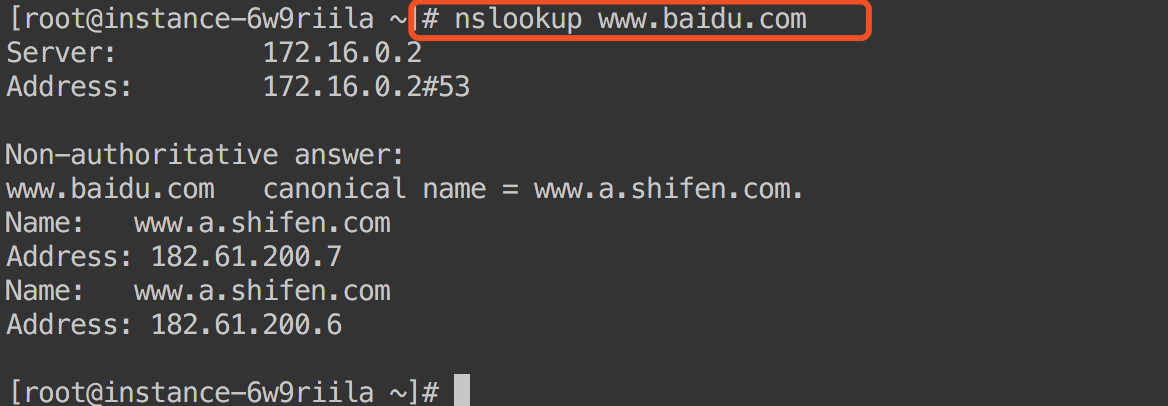 [root@instance-6w9riila ~]# nslookup www.baidu.com
Server:         172.16.0.2
Address:        172.16.0.2#53

Non-authoritative answer:
www.baidu.com   canonical name = www.a.shifen.com.
Name:   www.a.shifen.com
Address: 182.61.200.7
Name:   www.a.shifen.com
Address: 182.61.200.6

[root@instance-6w9riila ~]#